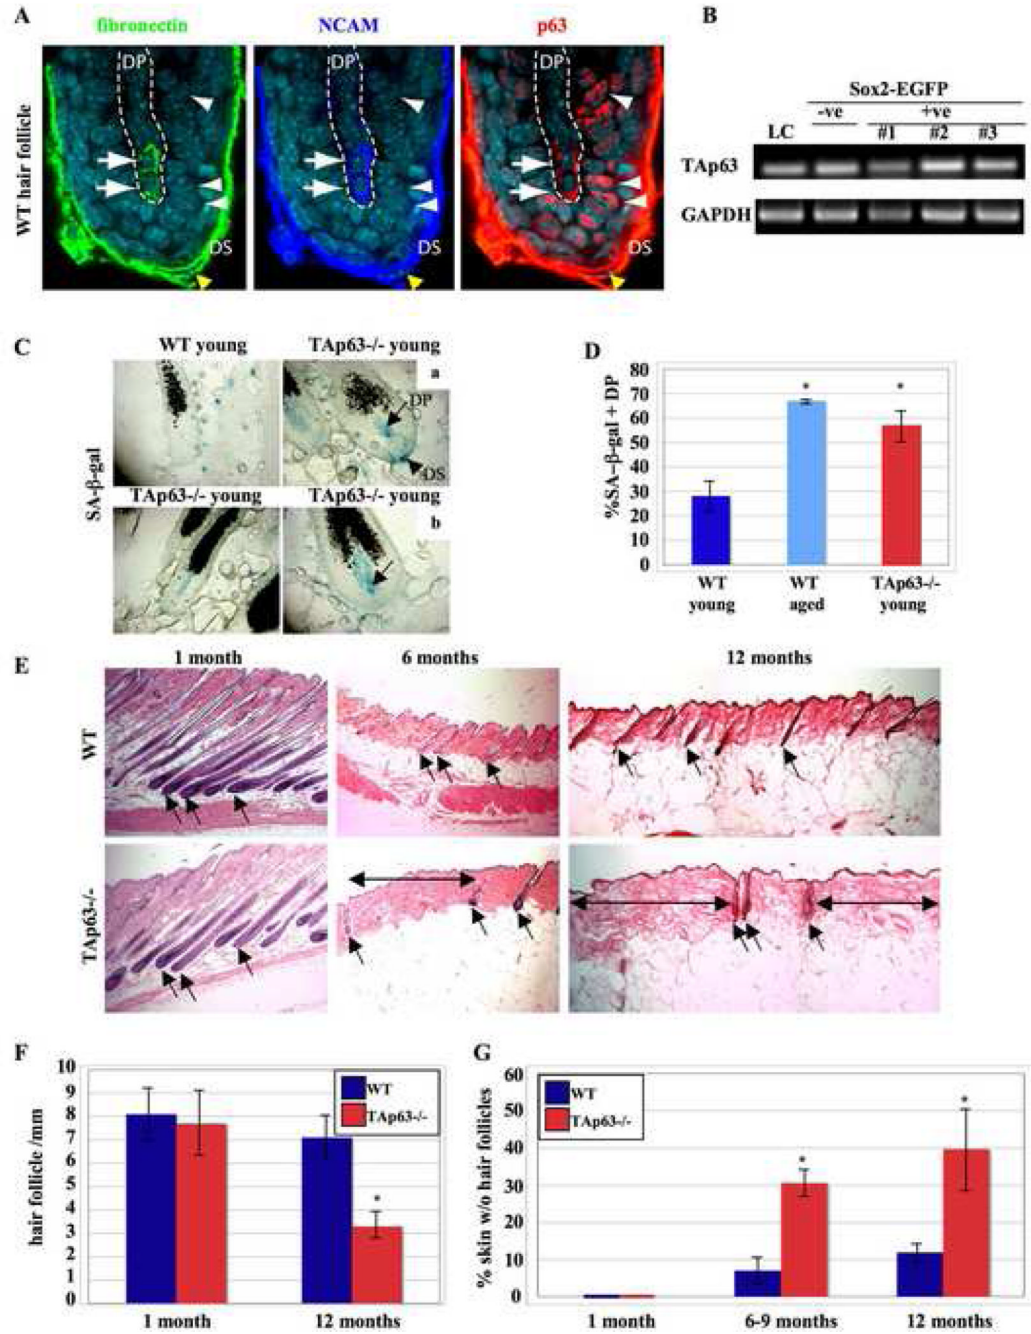 A
fibronectin NCAM p63
WT hair follicle
DP DP DP
DS DS DS
B
Sox2-EGFP
-ve +ve
LC #1 #2 #3
TAp63
GAPDH
C
SA-β-gal
WT young TAp63-/- young
a
DP
DS
TAp63-/- young TAp63-/- young
b
D
%SA-β-gal + DP
80
70
60
50
40
30
20
10
0
* *
WT young
WT aged
TAp63-/- young
E
1 month 6 months 12 months
WT
TAp63-/-
F
hair follicle /mm
10
9
8
7
6
5
4
3
2
1
0
WT
TAp63-/-
*
1 month 12 months
G
% skin w/o hair follicles
60
50
40
30
20
10
0
WT
TAp63-/-
* *
1 month 6-9 months 12 months